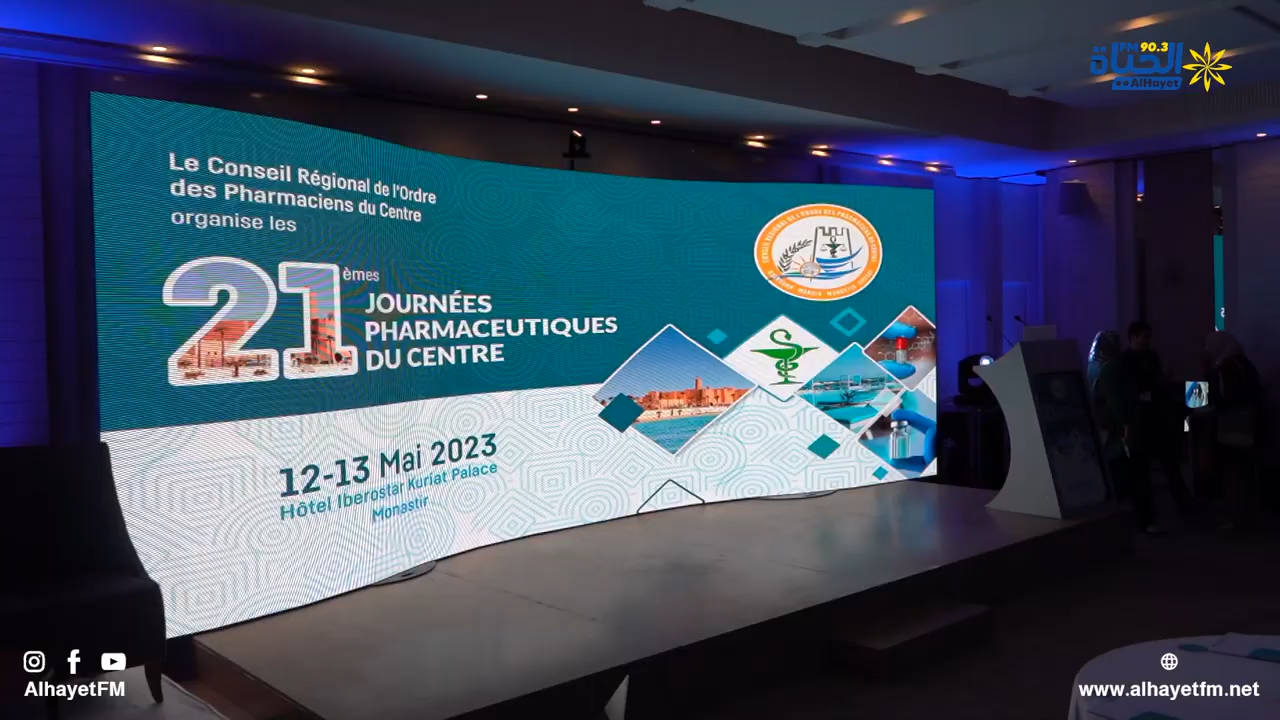 FM 90.3
الحياة
AlHayet
Le Conseil Régional de l'Ordre
des Pharmaciens du Centre
organise les
21èmes
JOURNÉES
PHARMACEUTIQUES
DU CENTRE
12-13 Mai 2023
Hôtel Iberostar Kuriat Palace
Monastir
AlhayetFM
www.alhayetfm.net